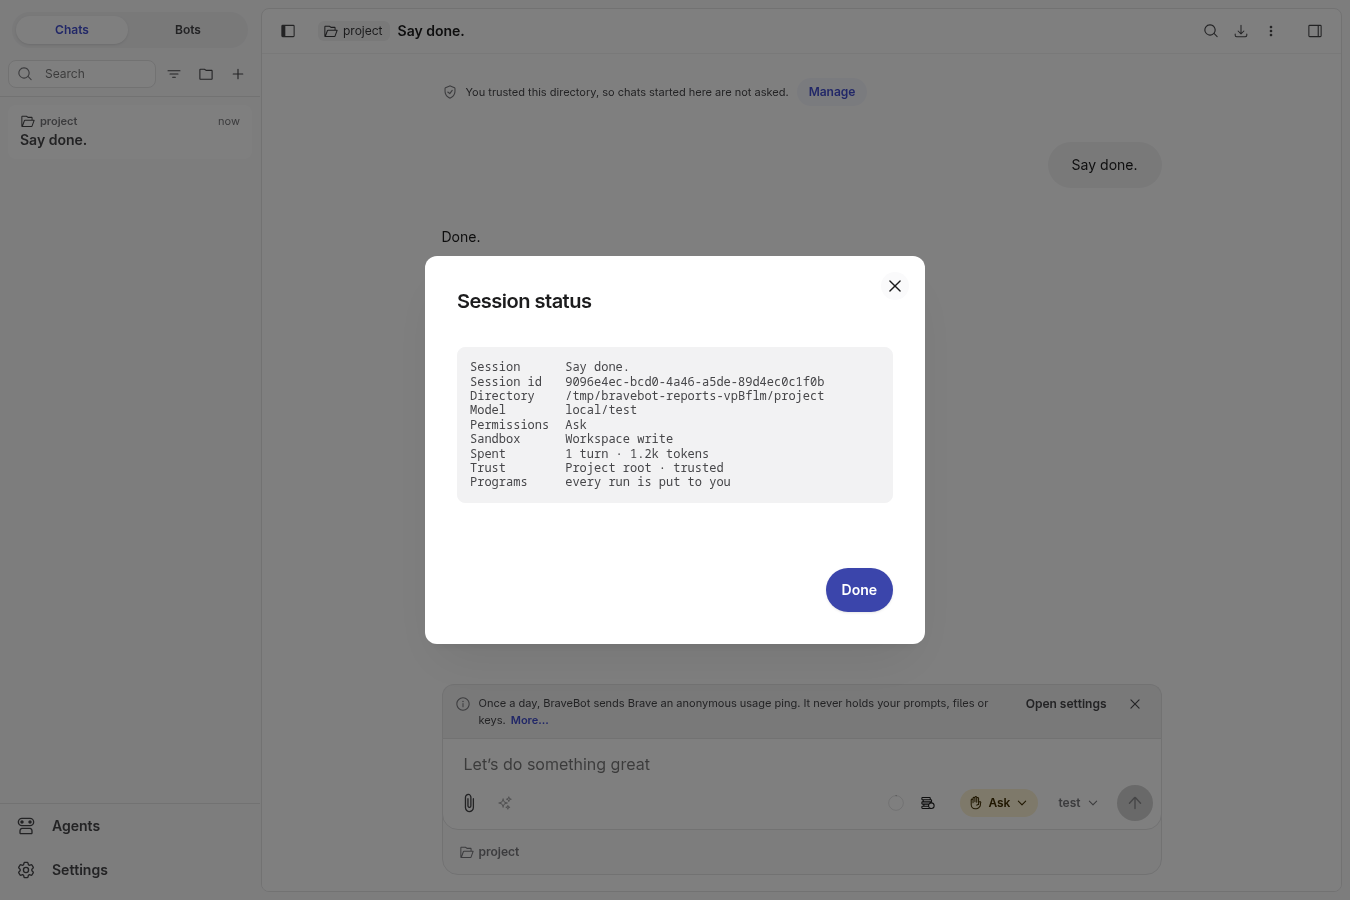 Chats
Bots
project
Say done.
Search
You trusted this directory, so chats started here are not asked.
Manage
project
now
Say done.
Say done.
Done.
Session status
Session Say done.
Session id 9096e4ec-bcd0-4a46-a5de-89d4ec0c1f0b
Directory /tmp/bravebot-reports-vpBflm/project
Model local/test
Permissions Ask
Sandbox Workspace write
Spent 1 turn · 1.2k tokens
Trust Project root · trusted
Programs every run is put to you
Done
Once a day, BraveBot sends Brave an anonymous usage ping. It never holds your prompts, files or
keys. More...
Open settings
Let's do something great
Ask
test
Agents
project
Settings